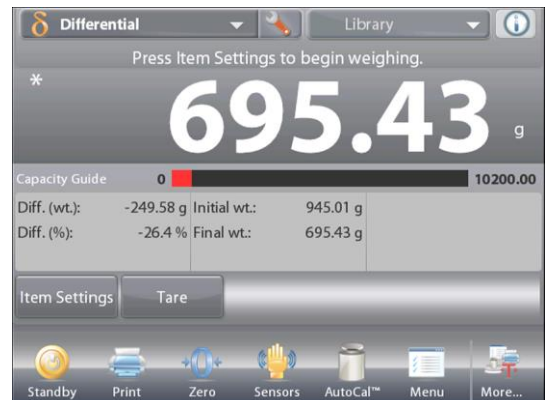 δ Differential Library
Press Item Settings to begin weighing.
*
695.43 g
Capacity Guide 0 10200.00
Diff. (wt.): -249.58 g Initial wt.: 945.01 g
Diff. (%): -26.4 % Final wt.: 695.43 g
Item Settings Tare
Standby Print Zero Sensors AutoCal™ Menu More...